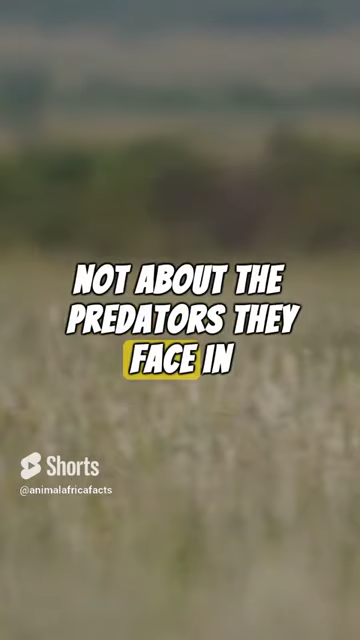 NOT ABOUT THE
PREDATORS THEY
FACE IN
Shorts
@animalafricafacts